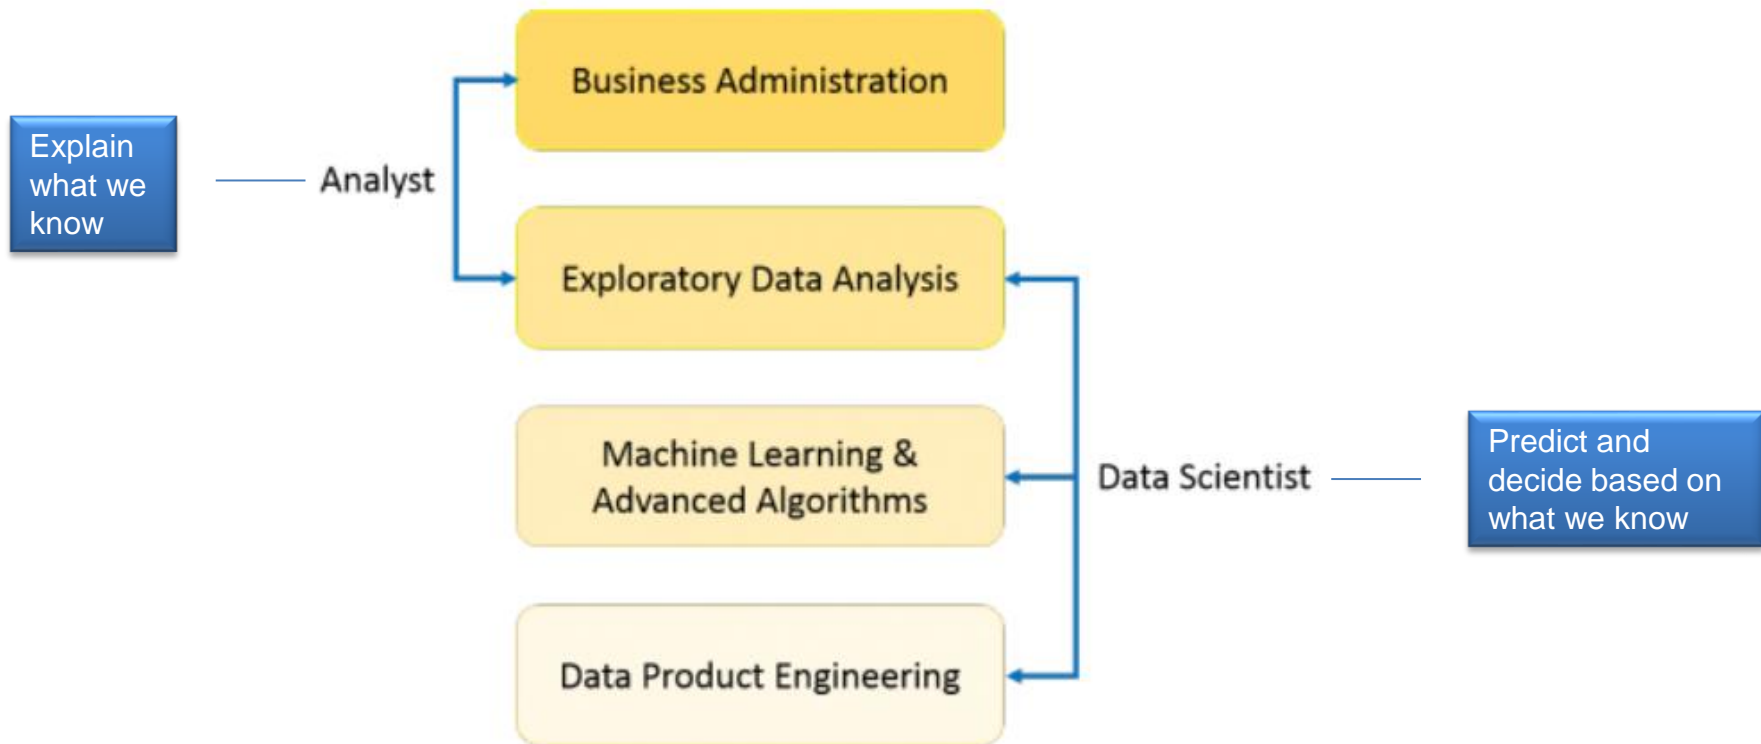 Business Administration
Explain
what we
know
Analyst
Exploratory Data Analysis
Machine Learning &
Advanced Algorithms
Data Scientist
Predict and
decide based on
what we know
Data Product Engineering